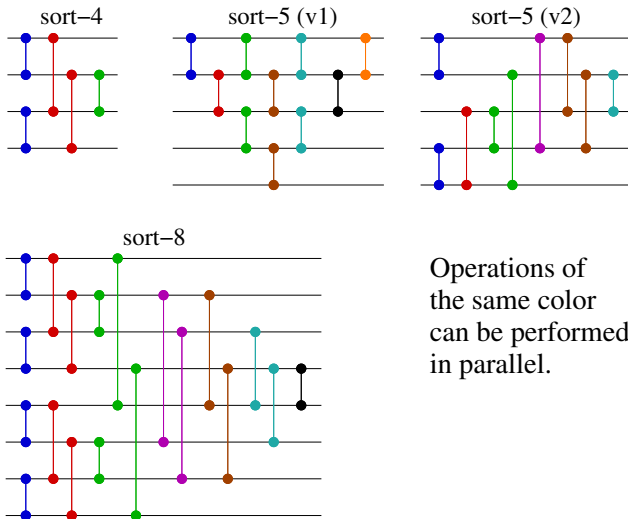 sort−4
sort−5 (v1)
sort−5 (v2)
sort−8
Operations of
the same color
can be performed
in parallel.